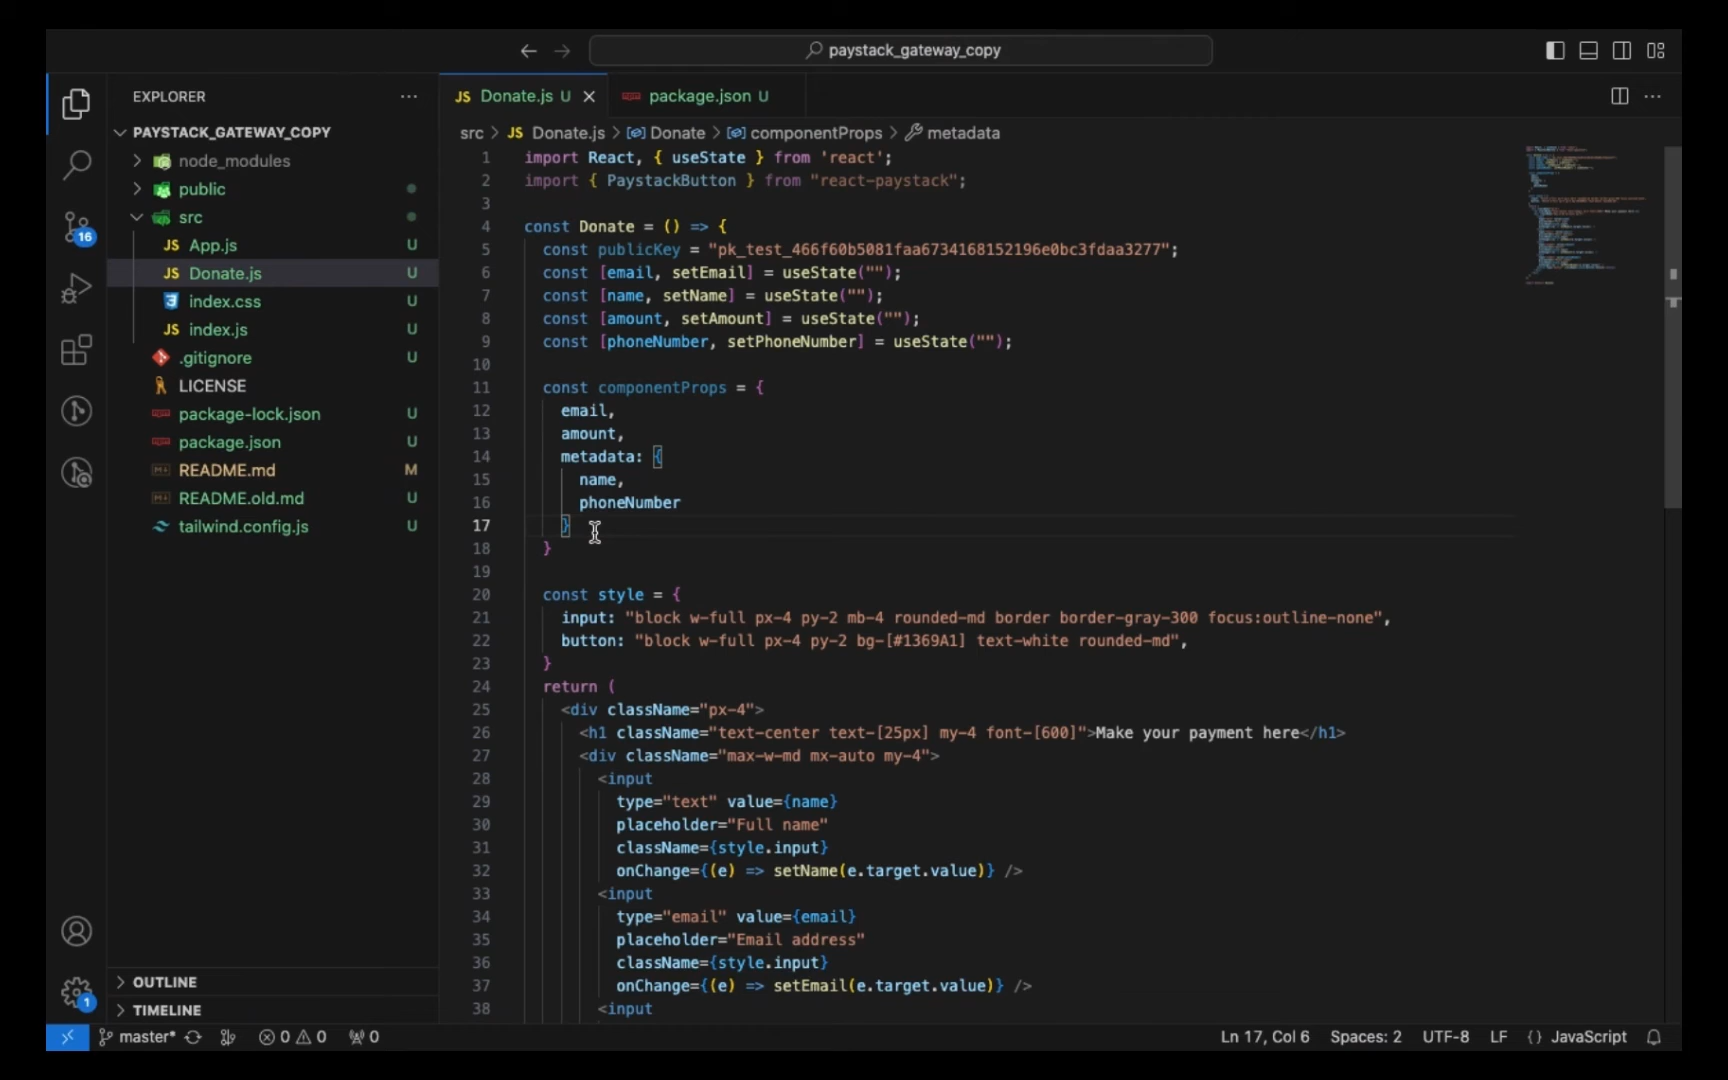 paystack_gateway_copy
EXPLORER
PAYSTACK_GATEWAY_COPY
node_modules
public
src
JS App.js U
JS Donate.js U
index.css U
JS index.js U
.gitignore U
LICENSE
package-lock.json U
package.json U
README.md M
README.old.md U
tailwind.config.js U
16
1
OUTLINE
TIMELINE
JS Donate.js U
package.json U
src > JS Donate.js > Donate > componentProps > metadata
1 import React, { useState } from 'react';
2 import { PaystackButton } from "react-paystack";
3
4 const Donate = () => {
5 const publicKey = "pk_test_466f60b5081faa6734168152196e0bc3fdaa3277";
6 const [email, setEmail] = useState("");
7 const [name, setName] = useState("");
8 const [amount, setAmount] = useState("");
9 const [phoneNumber, setPhoneNumber] = useState("");
10
11 const componentProps = {
12 email,
13 amount,
14 metadata: {
15 name,
16 phoneNumber
17 }
18 }
19
20 const style = {
21 input: "block w-full px-4 py-2 mb-4 rounded-md border border-gray-300 focus:outline-none",
22 button: "block w-full px-4 py-2 bg-[#1369A1] text-white rounded-md",
23 }
24 return (
25 <div className="px-4">
26 <h1 className="text-center text-[25px] my-4 font-[600]">Make your payment here</h1>
27 <div className="max-w-md mx-auto my-4">
28 <input
29 type="text" value={name}
30 placeholder="Full name"
31 className={style.input}
32 onChange={(e) => setName(e.target.value)} />
33 <input
34 type="email" value={email}
35 placeholder="Email address"
36 className={style.input}
37 onChange={(e) => setEmail(e.target.value)} />
38 <input
master* 0 0 0
Ln 17, Col 6 Spaces: 2 UTF-8 LF {} JavaScript